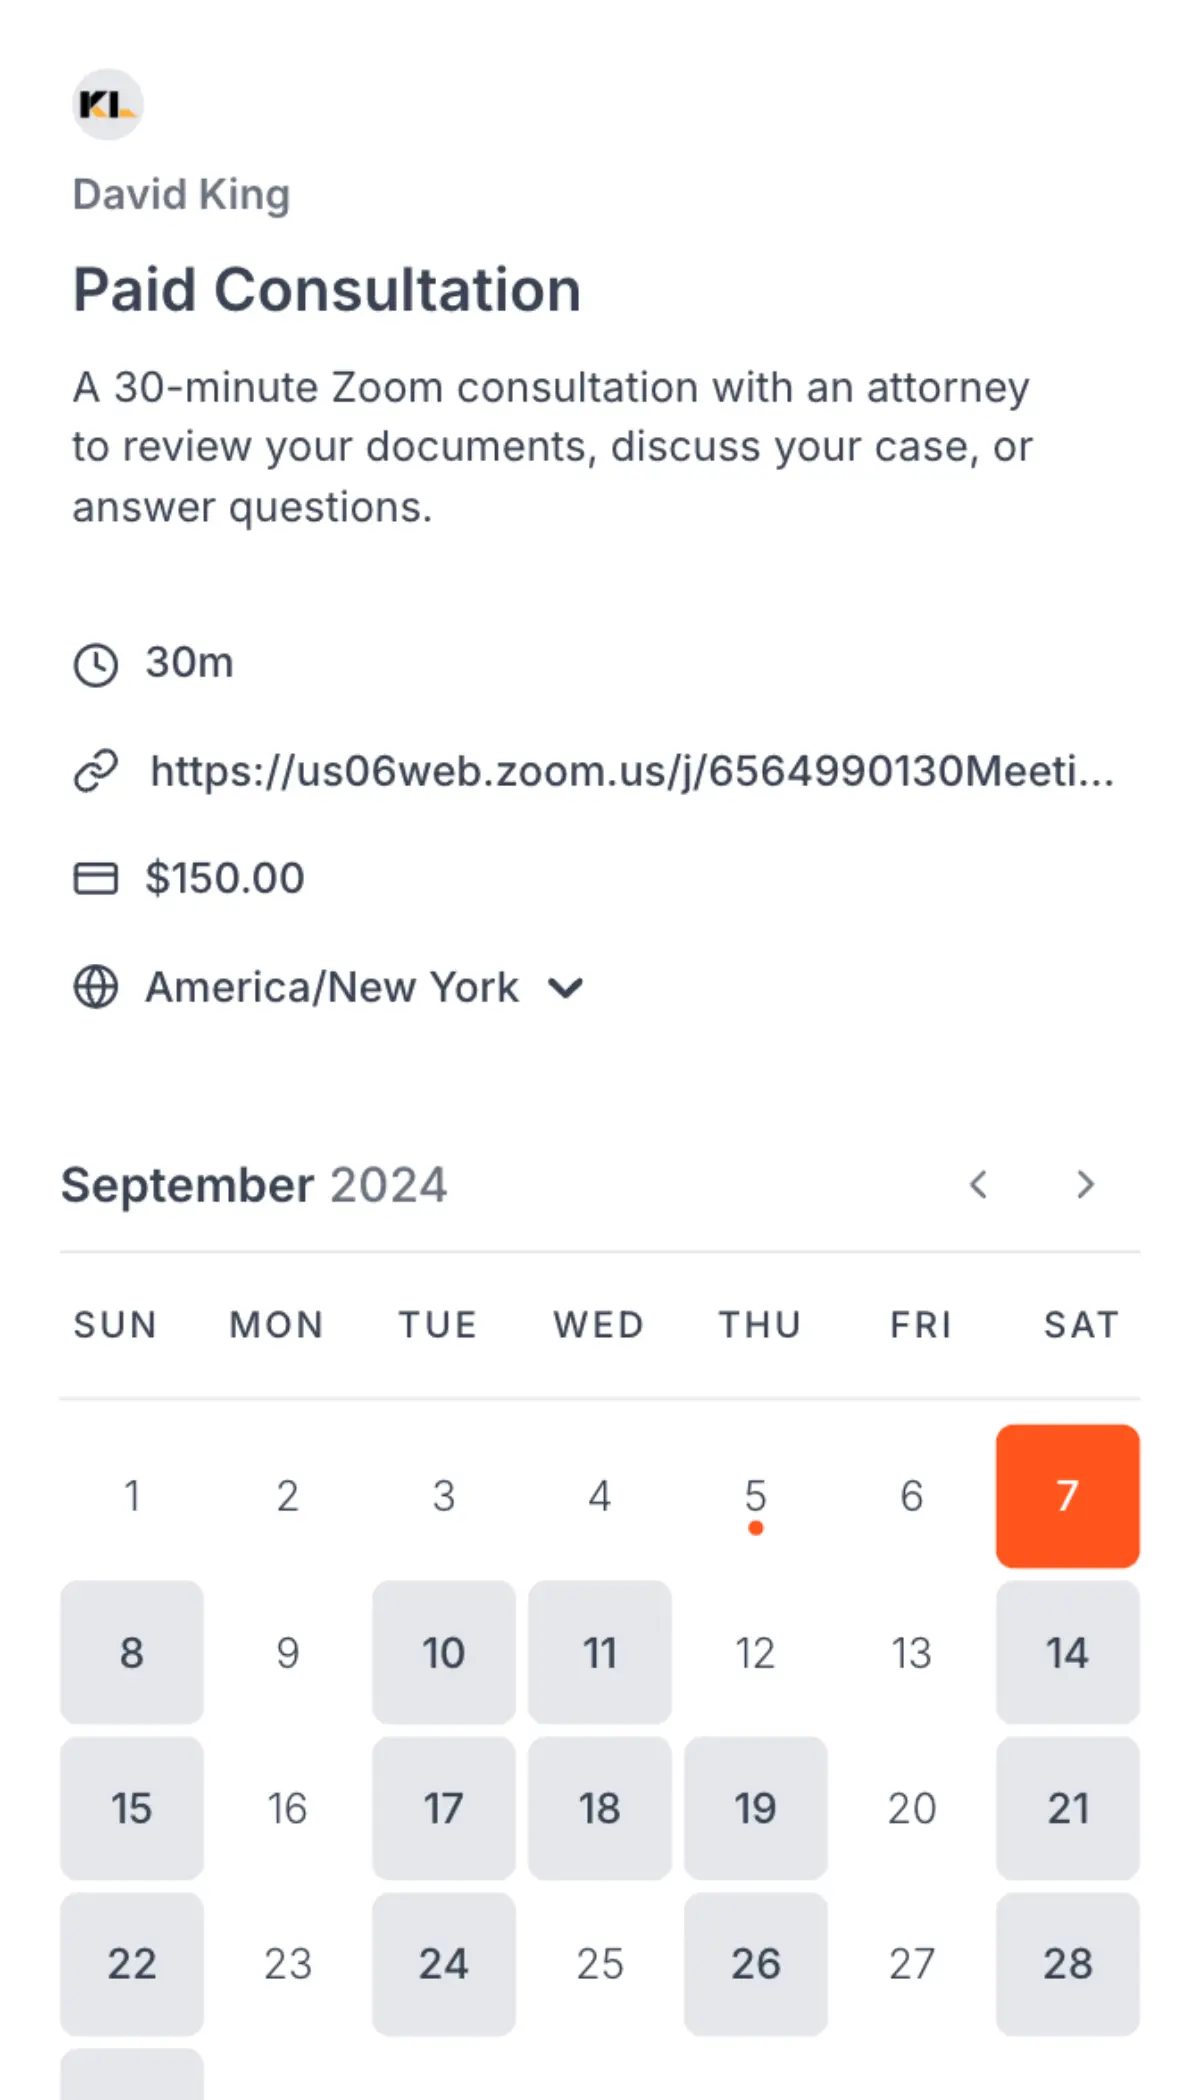 KL
David King
Paid Consultation
A 30-minute Zoom consultation with an attorney
to review your documents, discuss your case, or
answer questions.
30m
https://us06web.zoom.us/j/6564990130Meeti...
$150.00
America/New York
September 2024
SUN MON TUE WED THU FRI SAT
1 2 3 4 5 6 7
8 9 10 11 12 13 14
15 16 17 18 19 20 21
22 23 24 25 26 27 28